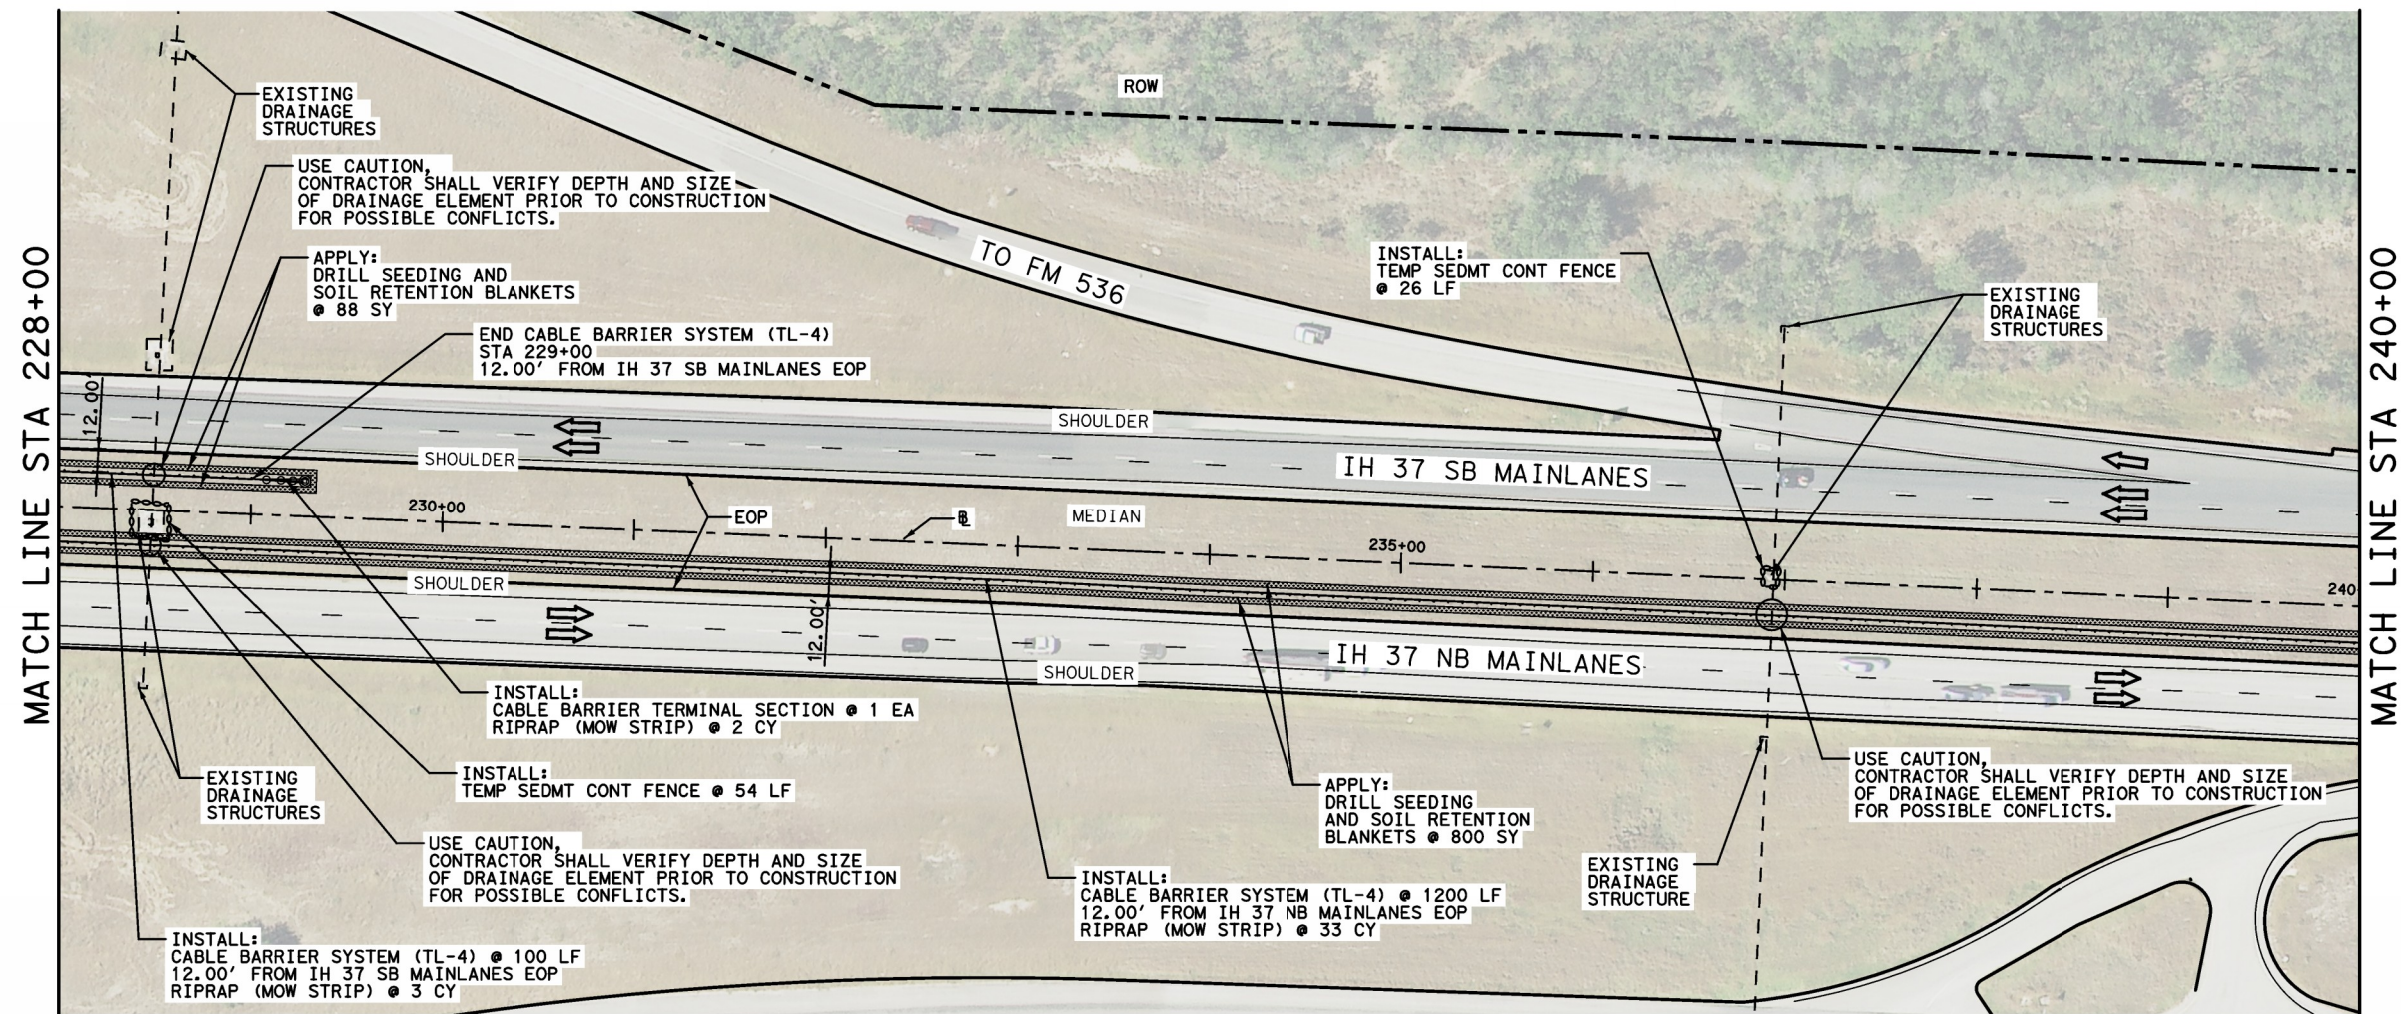 MATCH LINE STA 228+00
ROW
EXISTING
DRAINAGE
STRUCTURES
USE CAUTION,
CONTRACTOR SHALL VERIFY DEPTH AND SIZE
OF DRAINAGE ELEMENT PRIOR TO CONSTRUCTION
FOR POSSIBLE CONFLICTS.
APPLY:
DRILL SEEDING AND
SOIL RETENTION BLANKETS
@ 88 SY
END CABLE BARRIER SYSTEM (TL-4)
STA 229+00
12.00' FROM IH 37 SB MAINLANES EOP
TO FM 536
INSTALL:
TEMP SEDMT CONT FENCE
@ 26 LF
EXISTING
DRAINAGE
STRUCTURES
MATCH LINE STA 240+00
12.00'
SHOULDER
SHOULDER
IH 37 SB MAINLANES
230+00
EOP
B
MEDIAN
235+00
240
SHOULDER
12.00'
IH 37 NB MAINLANES
SHOULDER
INSTALL:
CABLE BARRIER TERMINAL SECTION @ 1 EA
RIPRAP (MOW STRIP) @ 2 CY
EXISTING
DRAINAGE
STRUCTURES
INSTALL:
TEMP SEDMT CONT FENCE @ 54 LF
APPLY:
DRILL SEEDING
AND SOIL RETENTION
BLANKETS @ 800 SY
USE CAUTION,
CONTRACTOR SHALL VERIFY DEPTH AND SIZE
OF DRAINAGE ELEMENT PRIOR TO CONSTRUCTION
FOR POSSIBLE CONFLICTS.
USE CAUTION,
CONTRACTOR SHALL VERIFY DEPTH AND SIZE
OF DRAINAGE ELEMENT PRIOR TO CONSTRUCTION
FOR POSSIBLE CONFLICTS.
INSTALL:
CABLE BARRIER SYSTEM (TL-4) @ 1200 LF
12.00' FROM IH 37 NB MAINLANES EOP
RIPRAP (MOW STRIP) @ 33 CY
EXISTING
DRAINAGE
STRUCTURE
INSTALL:
CABLE BARRIER SYSTEM (TL-4) @ 100 LF
12.00' FROM IH 37 SB MAINLANES EOP
RIPRAP (MOW STRIP) @ 3 CY